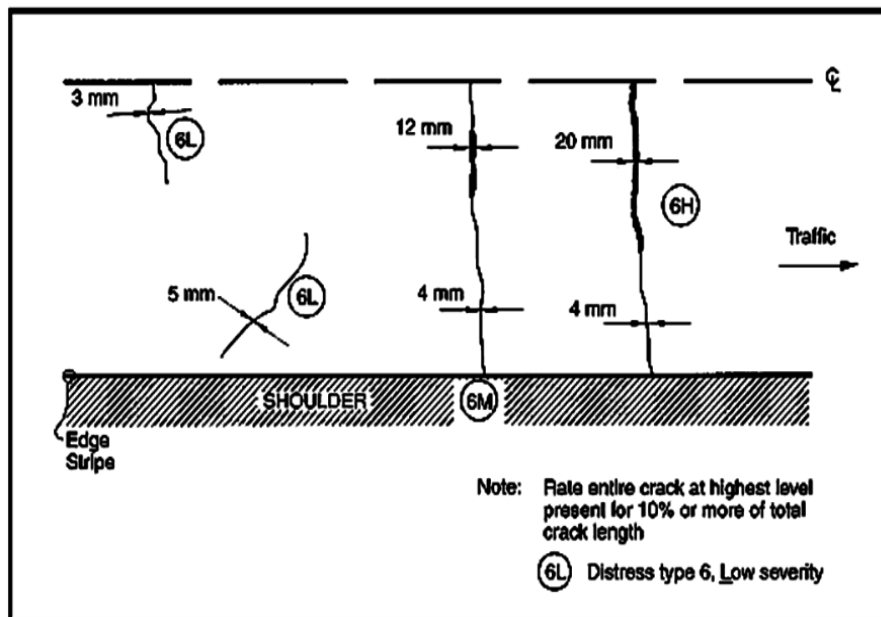 ℄
3 mm
6L
12 mm
20 mm
6H
Traffic
5 mm
6L
4 mm
4 mm
SHOULDER
6M
Edge
Stripe
Note: Rate entire crack at highest level
present for 10% or more of total
crack length
6L Distress type 6, Low severity